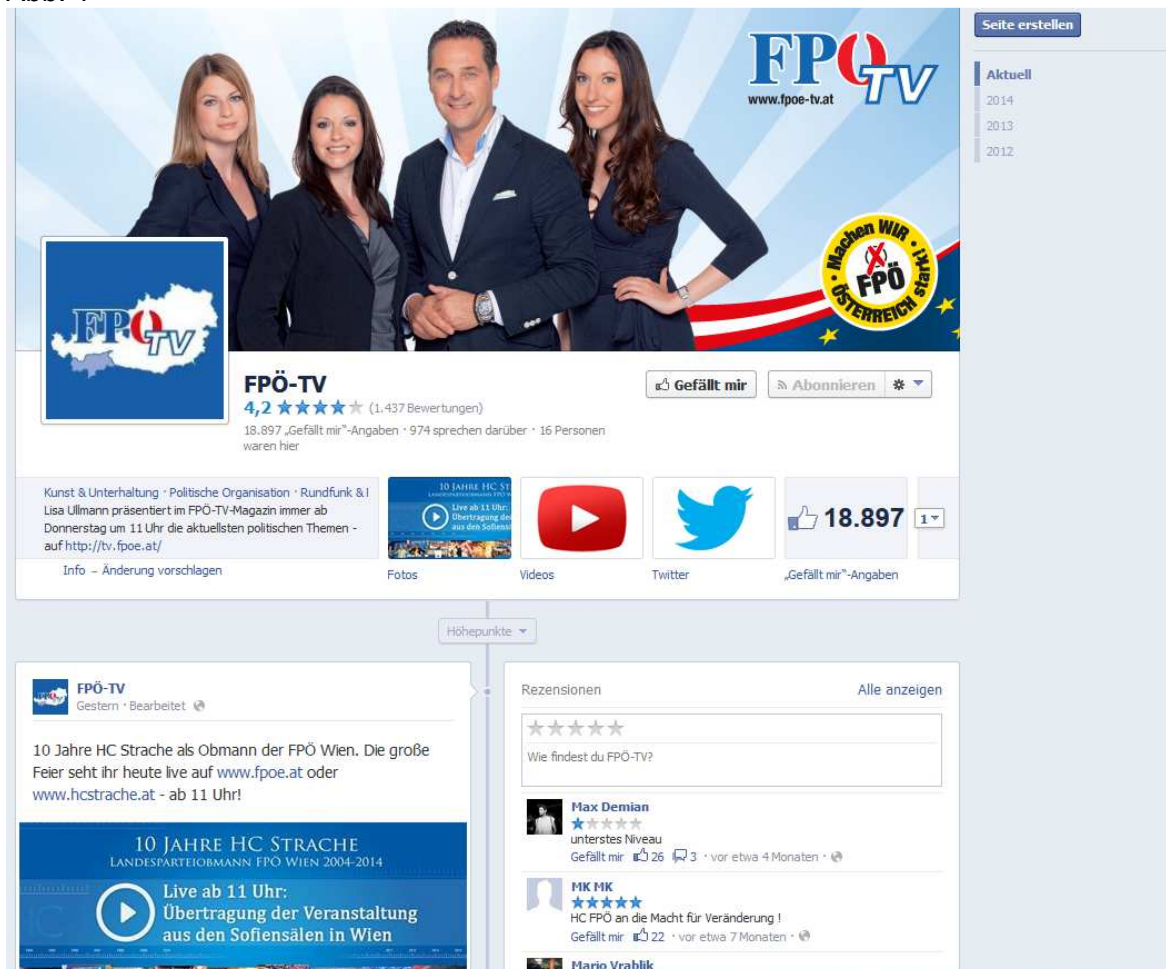 Seite erstellen
Aktuell
2014
2013
2012
FPÖ TV
www.fpoe-tv.at
Machen WIR • ÖSTERREICH stark! •
FPÖ
FPÖ TV
FPÖ-TV
4,2 (1.437 Bewertungen)
18.897 „Gefällt mir“-Angaben · 974 sprechen darüber · 16 Personen
waren hier
Gefällt mir
Abonnieren
Kunst & Unterhaltung · Politische Organisation · Rundfunk &
Lisa Ullmann präsentiert im FPÖ-TV-Magazin immer ab
Donnerstag um 11 Uhr die aktuellsten politischen Themen -
auf http://tv.fpoe.at/
Info – Änderung vorschlagen
10 JAHRE HC
Live ab 11 Uhr:
Übertragung
aus den
Fotos
Videos
Twitter
18.897
1
„Gefällt mir“-Angaben
Höhepunkte
FPÖ-TV
Gestern · Bearbeitet
10 Jahre HC Strache als Obmann der FPÖ Wien. Die große
Feier seht ihr heute live auf www.fpoe.at oder
www.hcstrache.at - ab 11 Uhr!
10 JAHRE HC STRACHE
LANDESPARTEIOBMANN FPÖ WIEN 2004-2014
Live ab 11 Uhr:
Übertragung der Veranstaltung
aus den Sofiensälen in Wien
Rezensionen
Alle anzeigen
Wie findest du FPÖ-TV?
Max Demian
unterstes Niveau
Gefällt mir 26 3 · vor etwa 4 Monaten ·
MK MK
HC FPÖ an die Macht für Veränderung !
Gefällt mir 22 · vor etwa 7 Monaten ·
Mario Vrablik